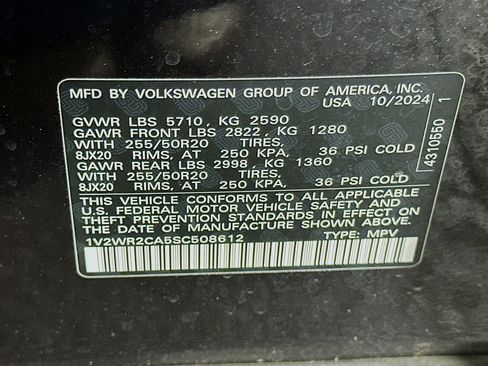 MFD BY VOLKSWAGEN GROUP OF AMERICA, INC.
USA 10/2024
GVWR LBS 5710, KG 2590
GAWR FRONT LBS 2822, KG 1280
WITH 255/50R20 TIRES,
8JX20 RIMS, AT 250 KPA, 36 PSI COLD
GAWR REAR LBS 2998, KG 1360
WITH 255/50R20 TIRES,
8JX20 RIMS, AT 250 KPA, 36 PSI COLD
THIS VEHICLE CONFORMS TO ALL APPLICABLE
U.S. FEDERAL MOTOR VEHICLE SAFETY AND
THEFT PREVENTION STANDARDS IN EFFECT ON
THE DATE OF MANUFACTURE SHOWN ABOVE.
1V2WR2CA6SC508612 TYPE: MPV
4310550 1